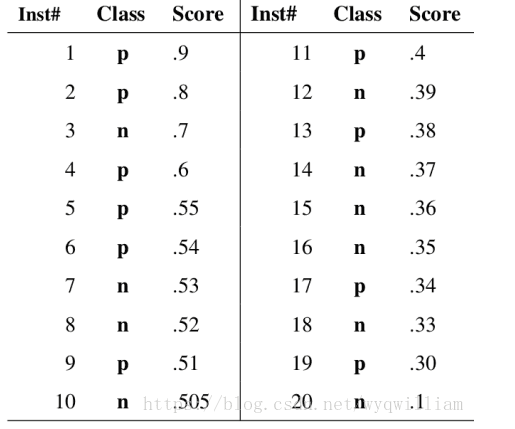 Inst# Class Score Inst# Class Score
1 p .9 11 p .4
2 p .8 12 n .39
3 n .7 13 p .38
4 p .6 14 n .37
5 p .55 15 n .36
6 p .54 16 n .35
7 n .53 17 p .34
8 n .52 18 n .33
9 p .51 19 p .30
10 n .505 20 n .1
https://blog.csdn.net/wyqwilliam